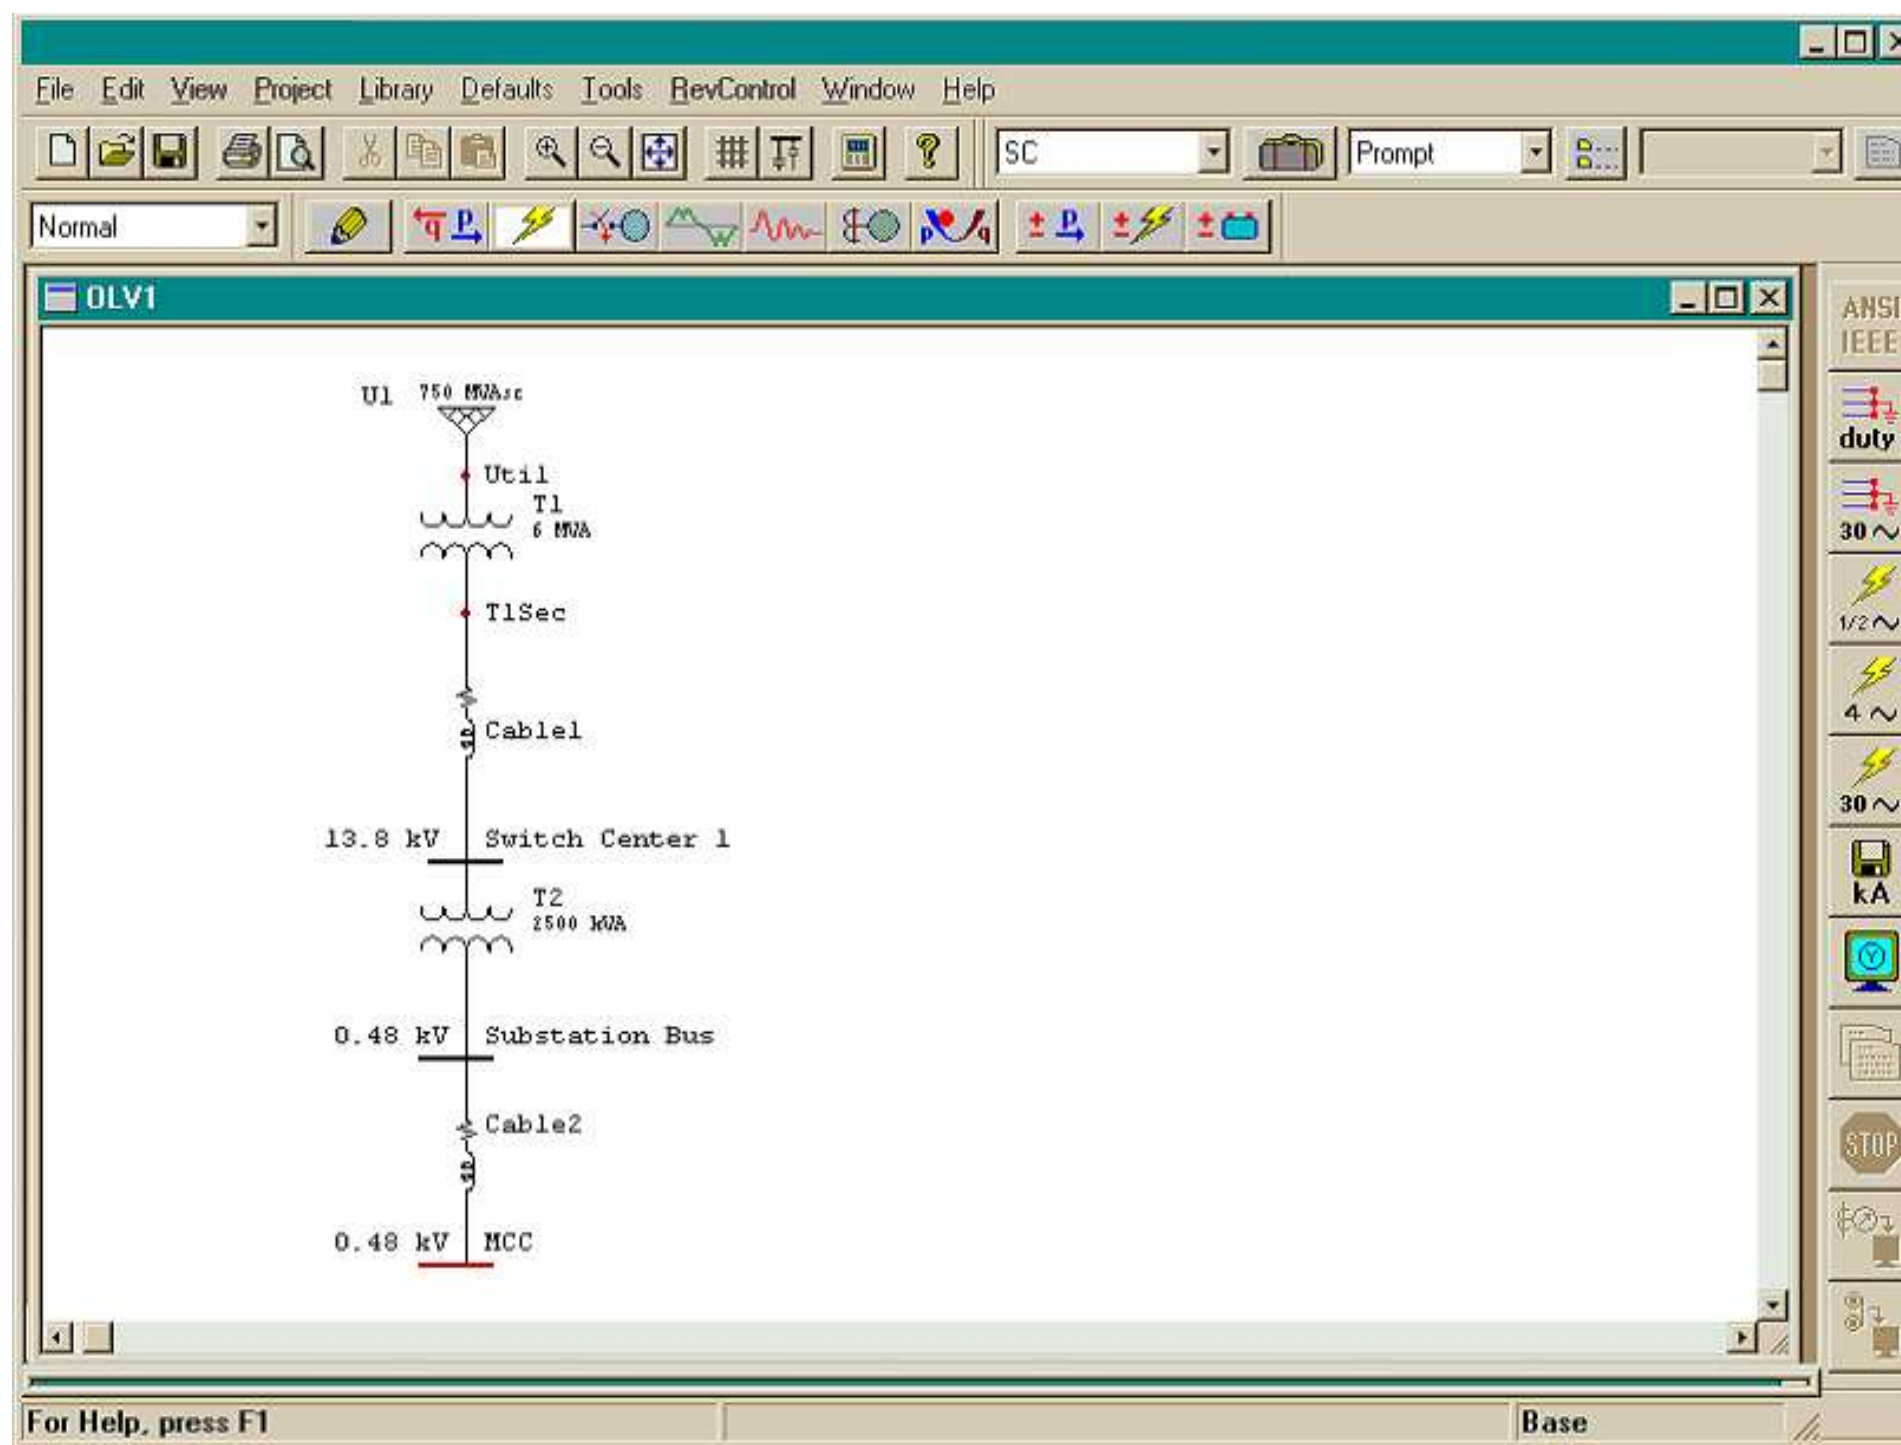 File Edit View Project Library Defaults Tools RevControl Window Help
SC Prompt
Normal
q P P
p q
OLV1
ANSI
IEEE
duty
30
1/2
4
30
kA
Y
STOP
U1 750 MVAsc
Util
T1
6 MVA
T1Sec
Cable1
13.8 kV Switch Center 1
T2
2500 kVA
0.48 kV Substation Bus
Cable2
0.48 kV MCC
For Help, press F1 Base